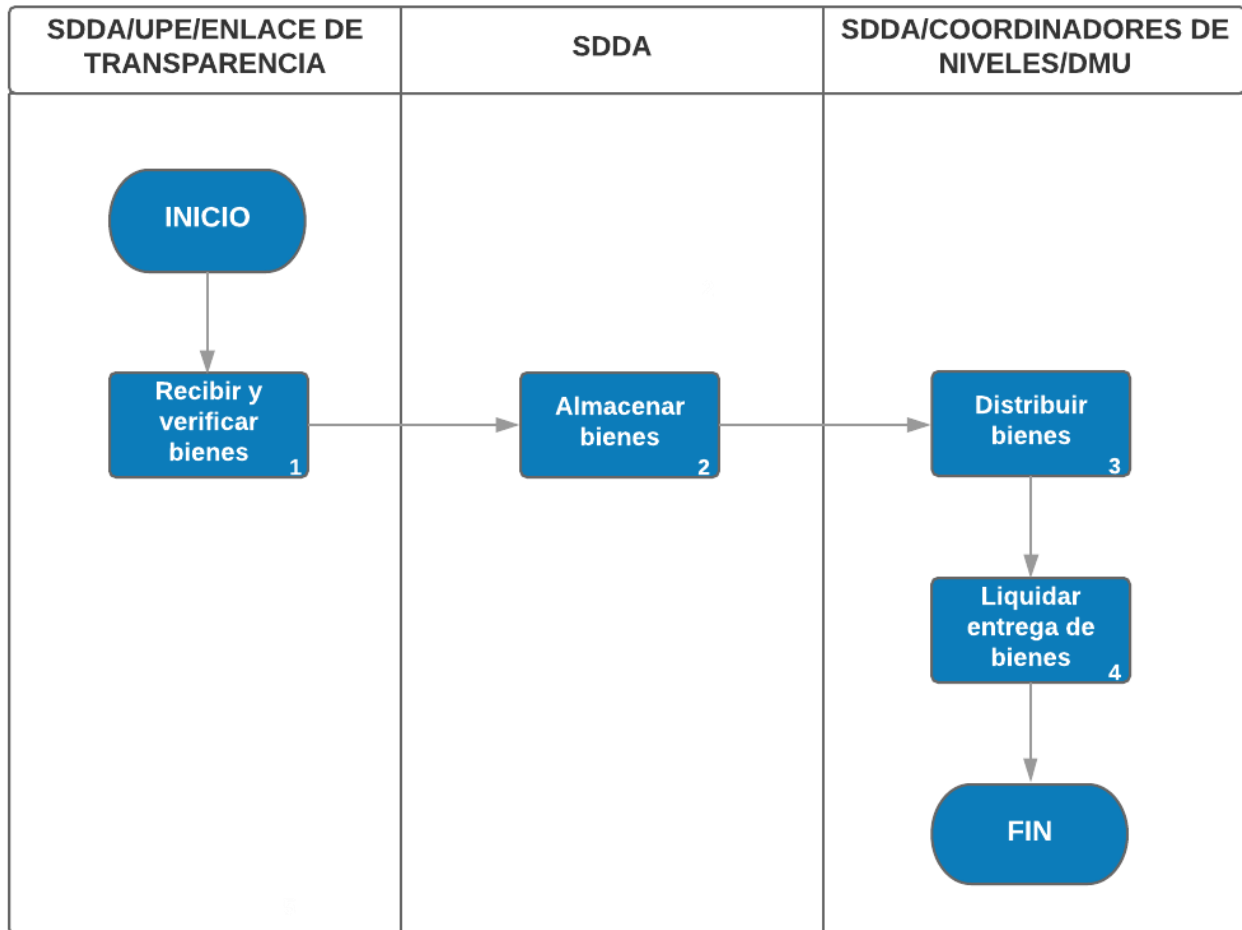 SDDA/UPE/ENLACE DE
TRANSPARENCIA
SDDA
SDDA/COORDINADORES DE
NIVELES/DMU
INICIO
Recibir y
verificar
bienes
1
Almacenar
bienes
2
Distribuir
bienes
3
Liquidar
entrega de
bienes
4
FIN